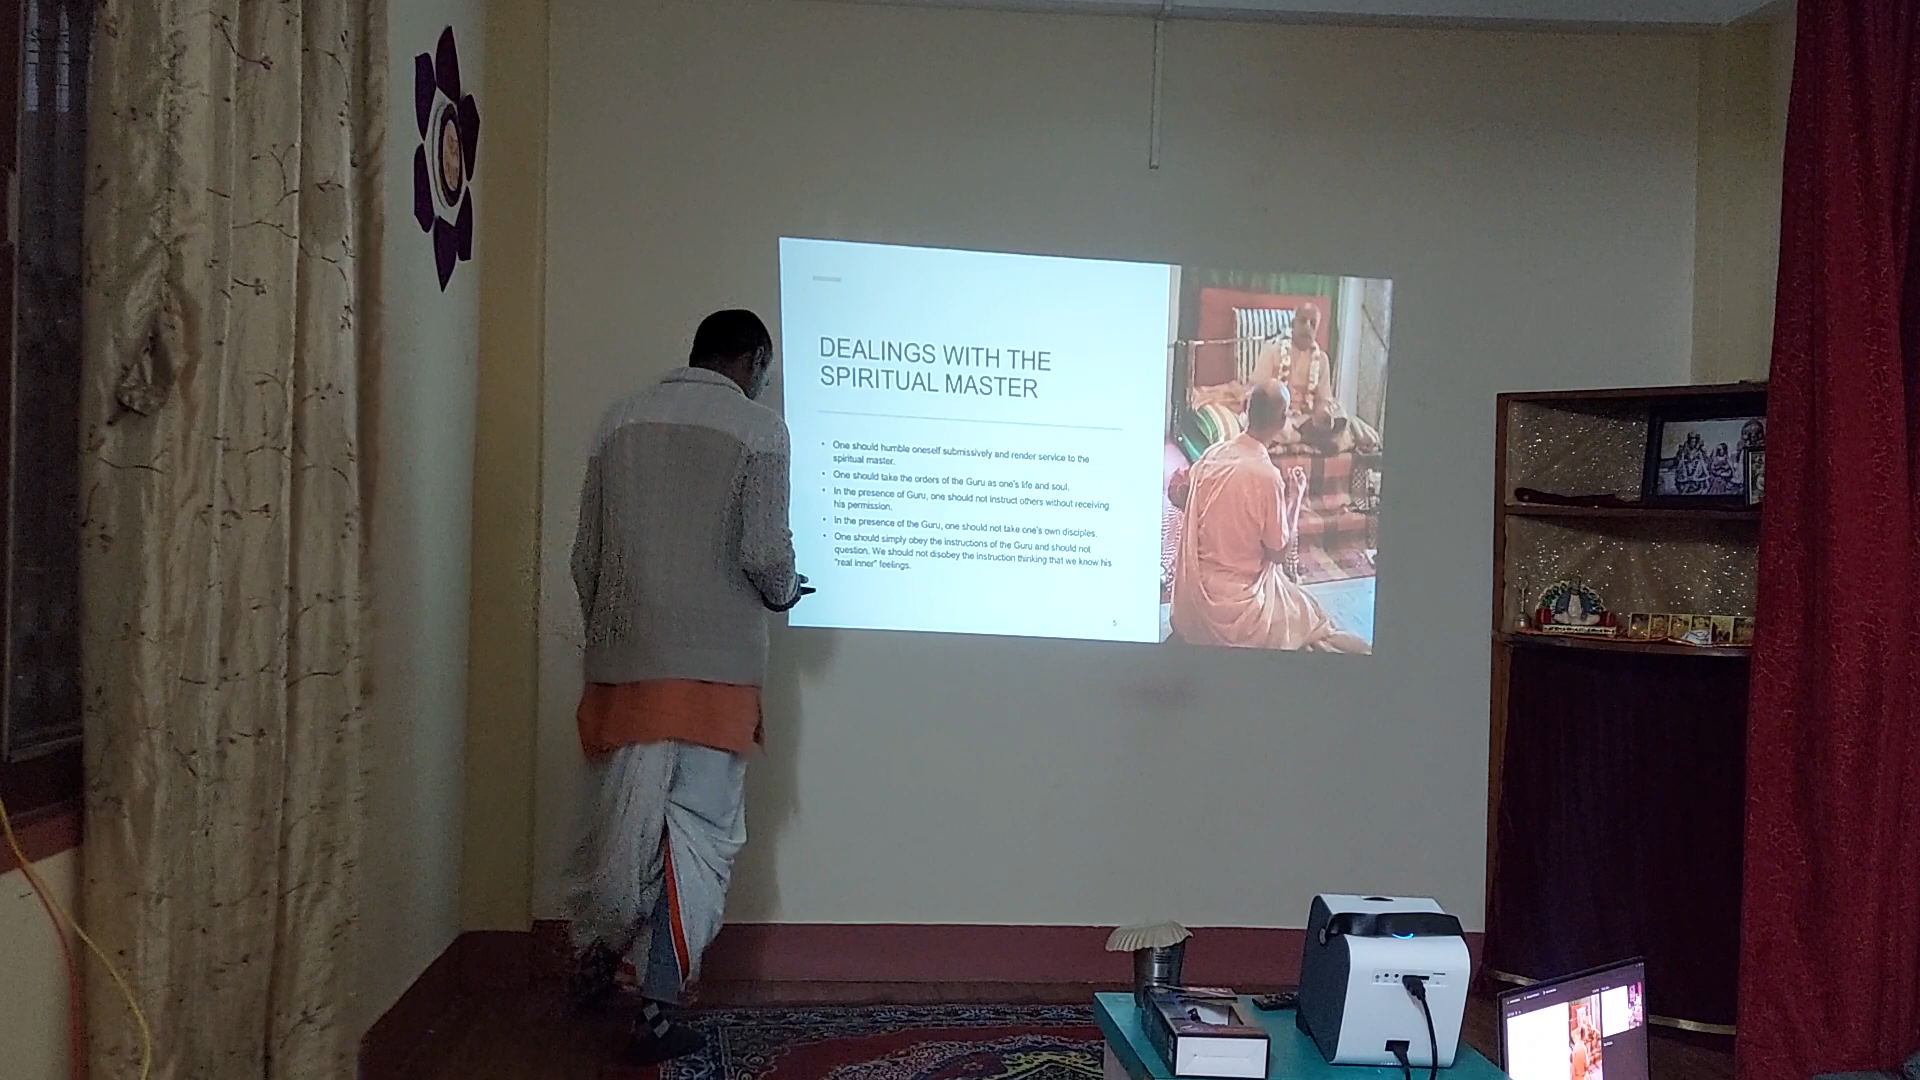 DEALINGS WITH THE
SPIRITUAL MASTER
• One should humble oneself submissively and render service to the
spiritual master.
• One should take the orders of the Guru as one's life and soul.
• In the presence of Guru, one should not instruct others without receiving
his permission.
• In the presence of the Guru, one should not take one's own disciples.
• One should simply obey the instructions of the Guru and should not
question. We should not disobey the instruction thinking that we know his
"real inner" feelings.
5